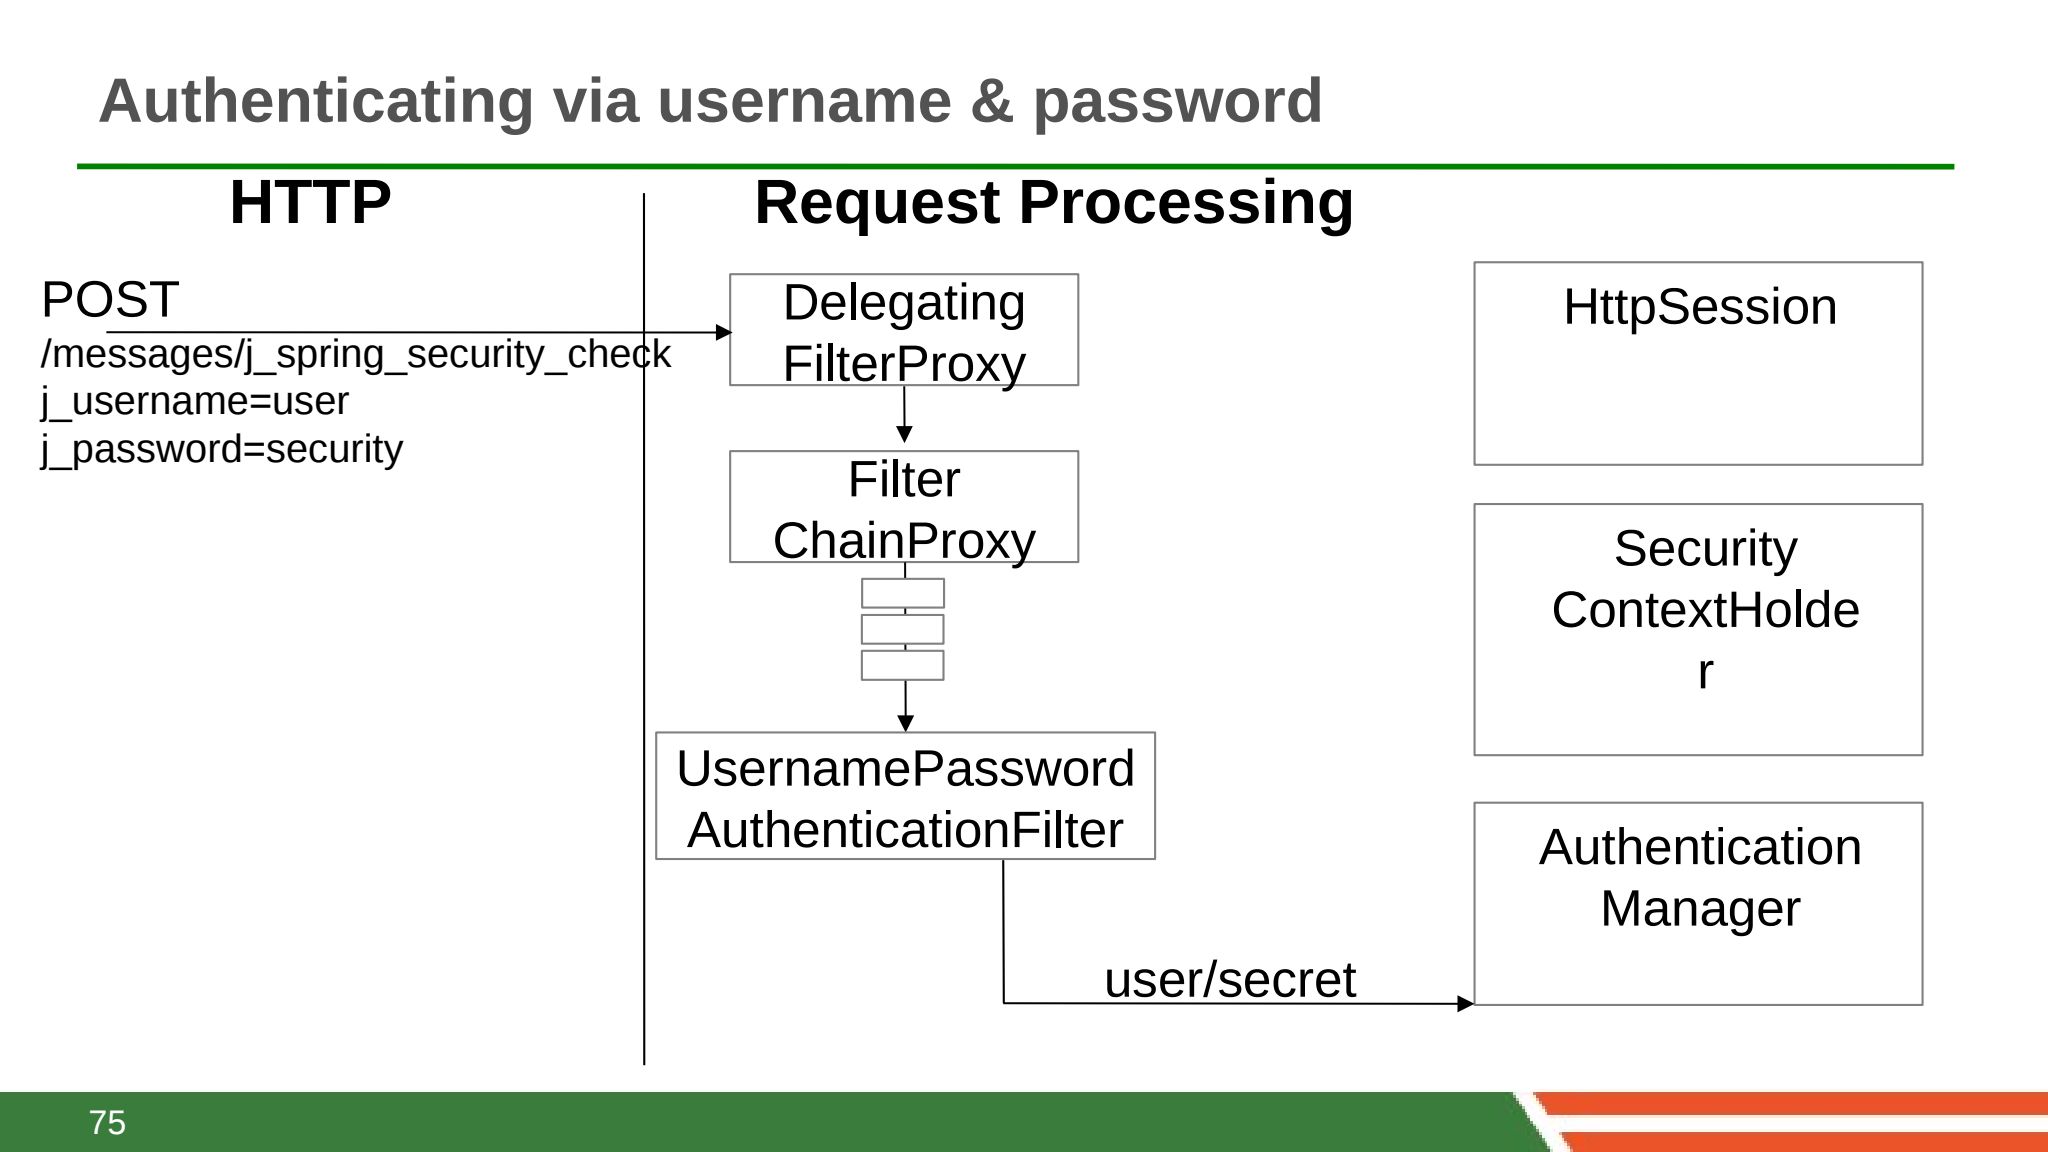 Authenticating via username & password
HTTP
Request Processing
POST
/messages/j_spring_security_check
j_username=user
j_password=security
Delegating
FilterProxy
Filter
ChainProxy
UsernamePassword
AuthenticationFilter
user/secret
HttpSession
Security
ContextHolde
r
Authentication
Manager
75